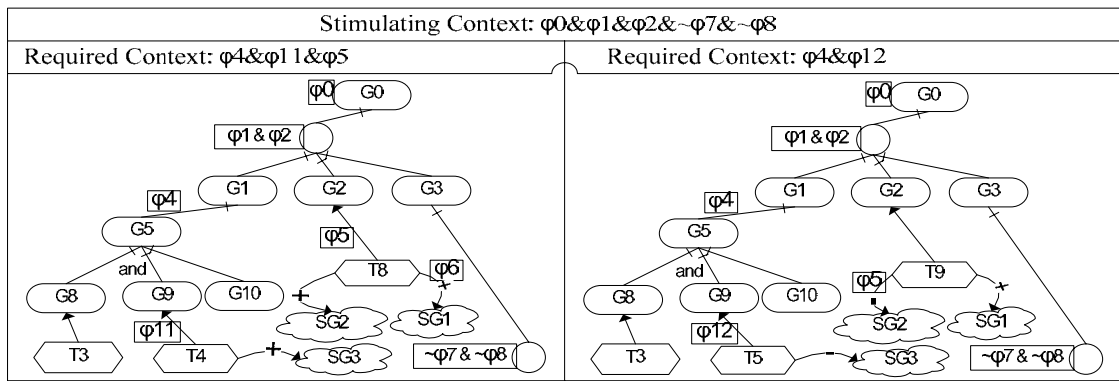 Stimulating Context: φ0&φ1&φ2&~φ7&~φ8
Required Context: φ4&φ11&φ5
φ0
G0
φ1 & φ2
G1
G2
G3
φ4
G5
φ5
and
T8
φ6
G8
G9
G10
+
+
SG2
SG1
φ11
T3
T4
+
SG3
~φ7 & ~φ8
Required Context: φ4&φ12
φ0
G0
φ1 & φ2
G1
G2
G3
φ4
G5
and
T9
φ5
G8
G9
G10
-
+
SG2
SG1
φ12
T3
T5
-
SG3
~φ7 & ~φ8